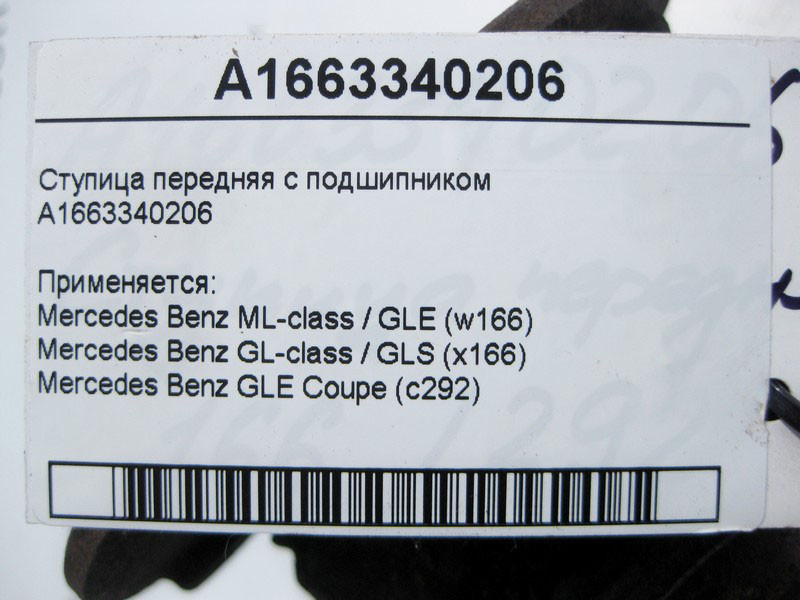 A1663340206
Ступица передняя с подшипником
A1663340206
Применяется:
Mercedes Benz ML-class / GLE (w166)
Mercedes Benz GL-class / GLS (x166)
Mercedes Benz GLE Coupe (c292)